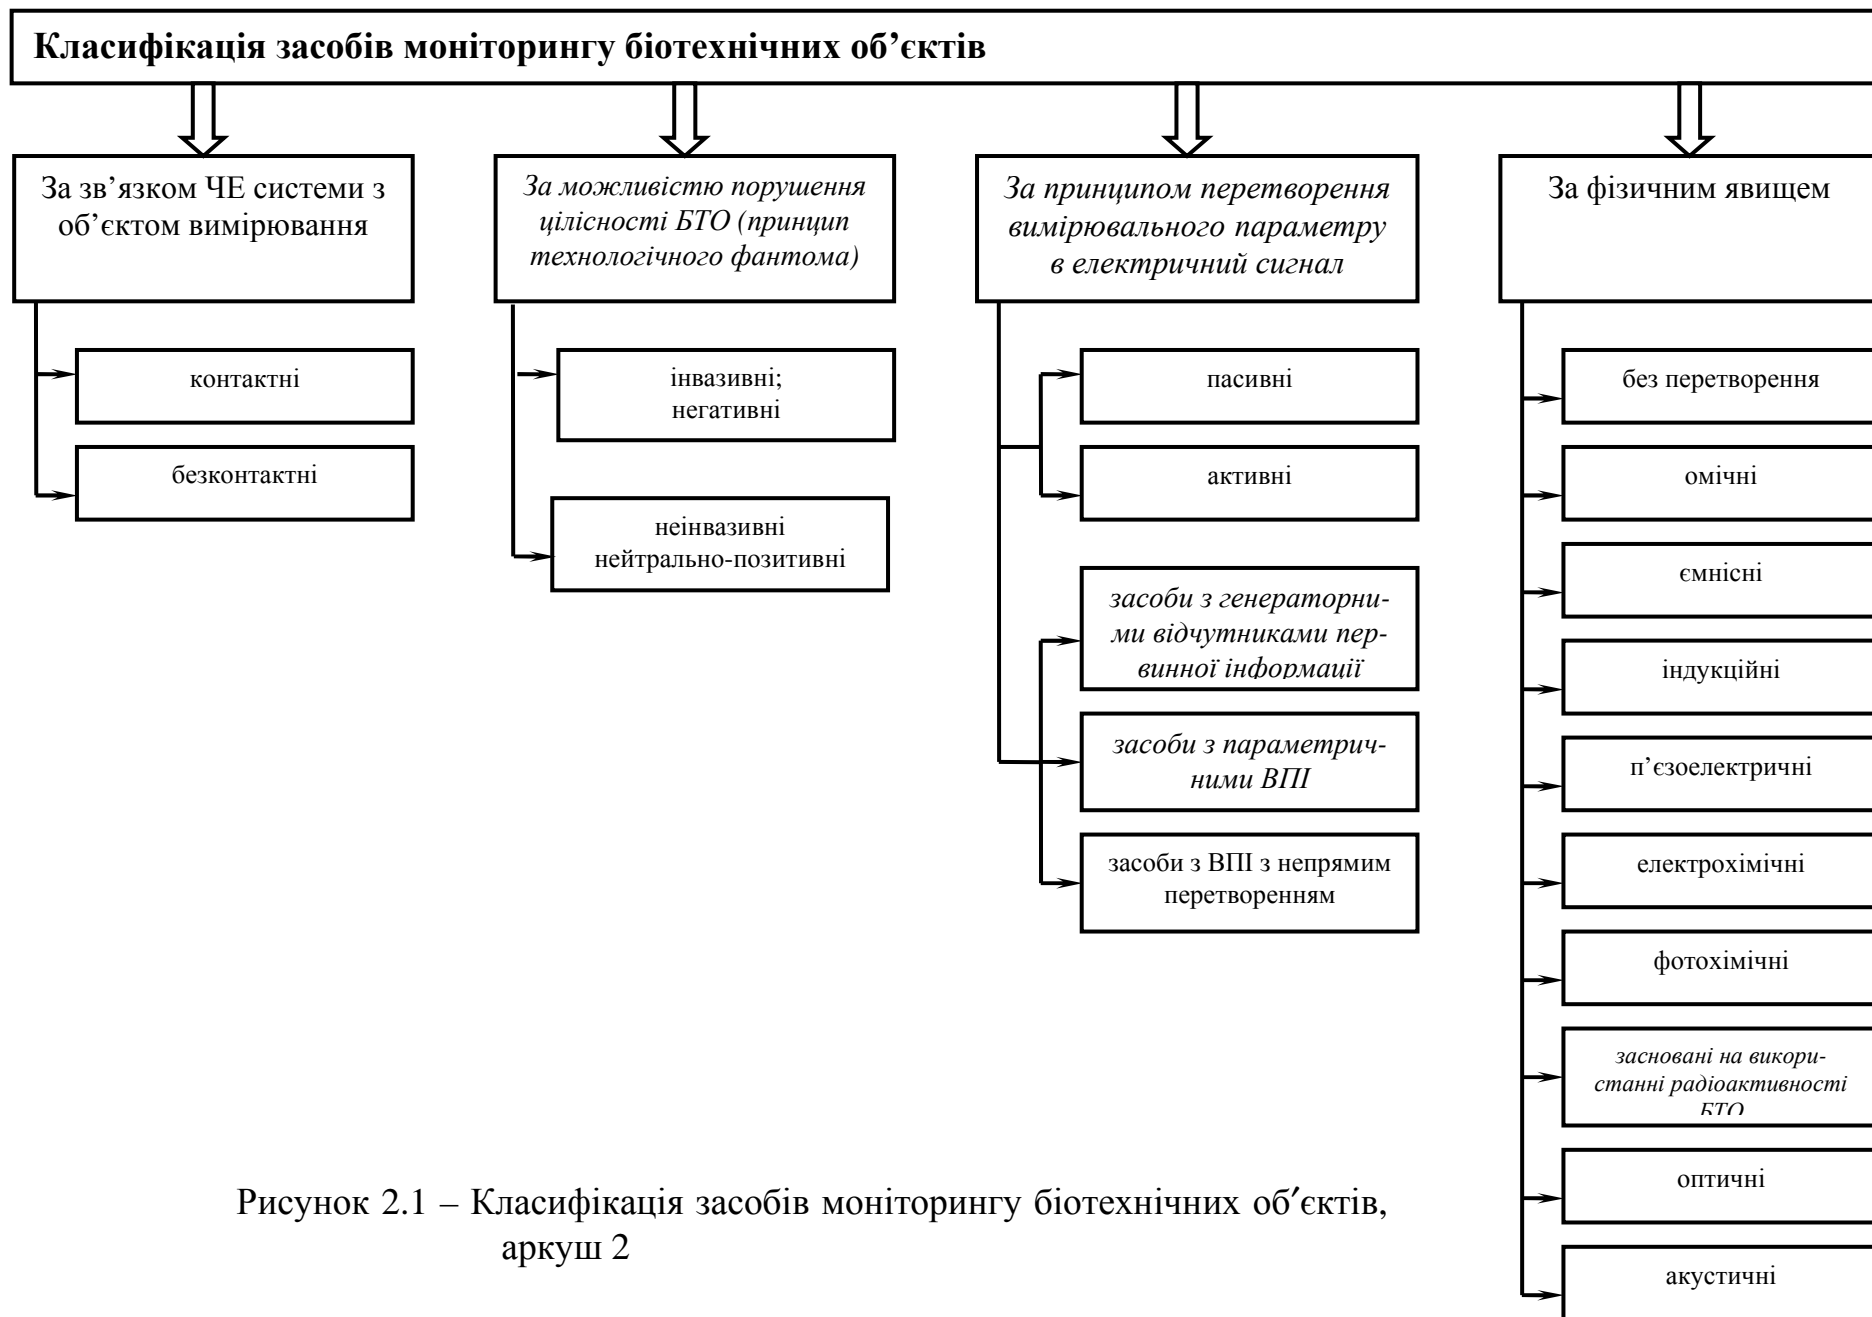 Класифікація засобів моніторингу біотехнічних об’єктів
За зв’язком ЧЕ системи з
об’єктом вимірювання
контактні
безконтактні
За можливістю порушення
цілісності БТО (принцип
технологічного фантома)
інвазивні;
негативні
неінвазивні
нейтрально-позитивні
За принципом перетворення
вимірювального параметру
в електричний сигнал
пасивні
активні
засоби з генераторни-
ми відчутниками пер-
винної інформації
засоби з параметрич-
ними ВПІ
засоби з ВПІ з непрямим
перетворенням
За фізичним явищем
без перетворення
омічні
ємнісні
індукційні
п’єзоелектричні
електрохімічні
фотохімічні
засновані на викори-
станні радіоактивності
БТО
оптичні
акустичні
Рисунок 2.1 – Класифікація засобів моніторингу біотехнічних об′єктів,
аркуш 2